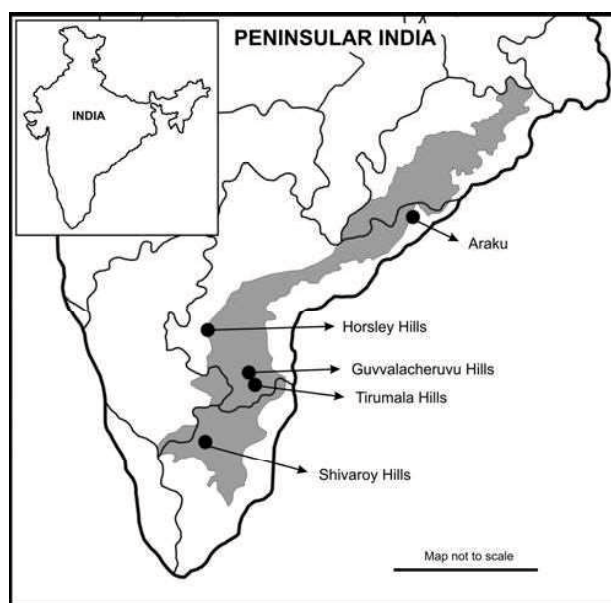 PENINSULAR INDIA
INDIA
Araku
Horsley Hills
Guvvalacheruvu Hills
Tirumala Hills
Shivaroy Hills
Map not to scale